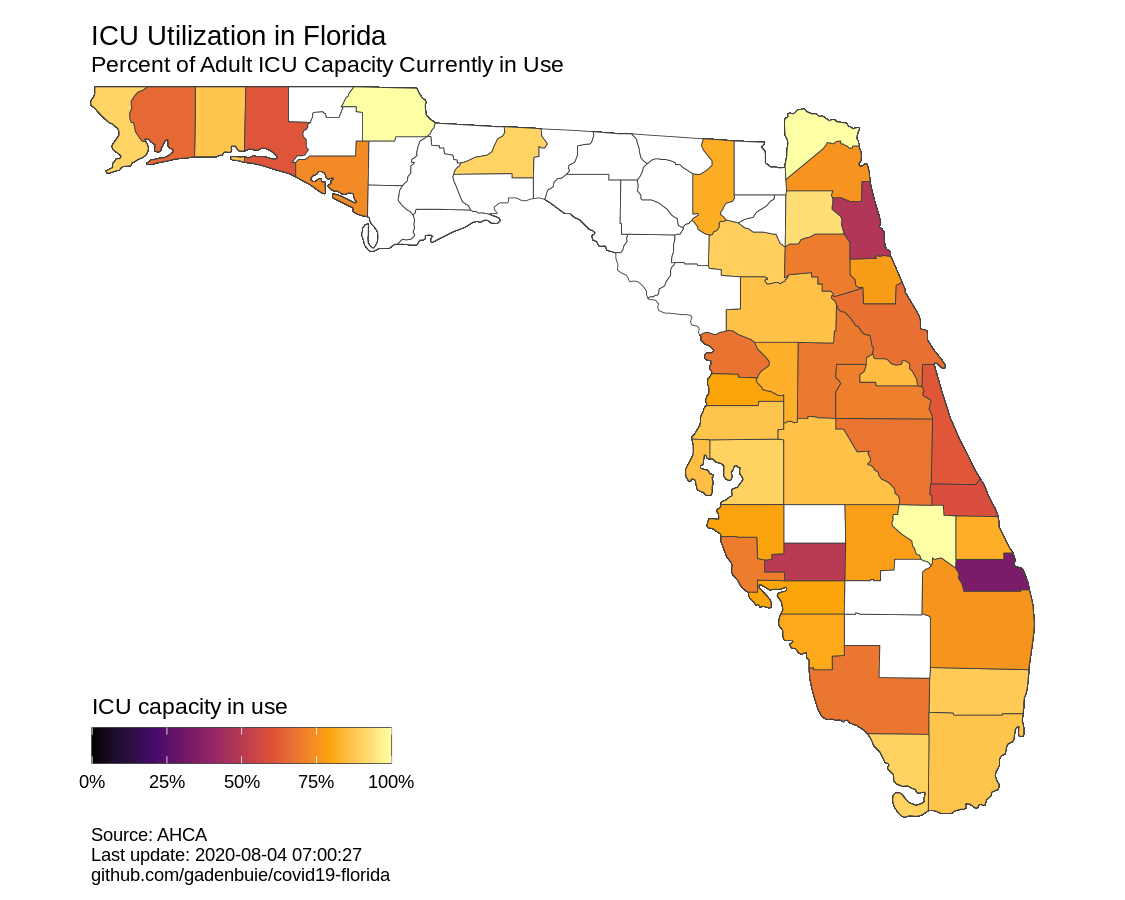 ICU Utilization in Florida
Percent of Adult ICU Capacity Currently in Use
ICU capacity in use
0% 25% 50% 75% 100%
Source: AHCA
Last update: 2020-08-04 07:00:27
github.com/gadenbuie/covid19-florida